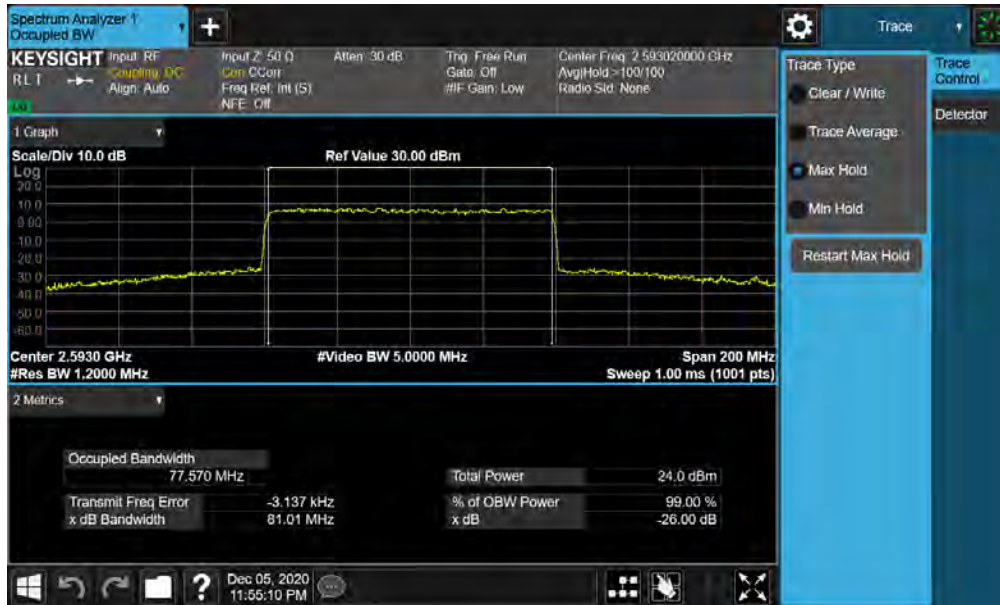 Spectrum Analyzer 1
Occupied BW
Trace
KEYSIGHT
Input: RF
Input Z: 50 Ω
Atten: 30 dB
Trig: Free Run
Center Freq: 2.593020000 GHz
RLT
Coupling: DC
Corr CCorr
Gate: Off
Avg|Hold:>100/100
Align: Auto
Freq Ref: Int (S)
#IF Gain: Low
Radio Std: None
NFE: Off
Trace Type
Clear / Write
Trace Average
Max Hold
Min Hold
Restart Max Hold
Trace
Control
Detector
1 Graph
Scale/Div 10.0 dB
Ref Value 30.00 dBm
Log
20.0
10.0
0.00
-10.0
-20.0
-30.0
-40.0
-50.0
-60.0
Center 2.5930 GHz
#Video BW 5.0000 MHz
Span 200 MHz
#Res BW 1.2000 MHz
Sweep 1.00 ms (1001 pts)
2 Metrics
Occupied Bandwidth
77.570 MHz
Total Power
24.0 dBm
Transmit Freq Error
-3.137 kHz
% of OBW Power
99.00 %
x dB Bandwidth
81.01 MHz
x dB
-26.00 dB
?
Dec 05, 2020
11:55:10 PM